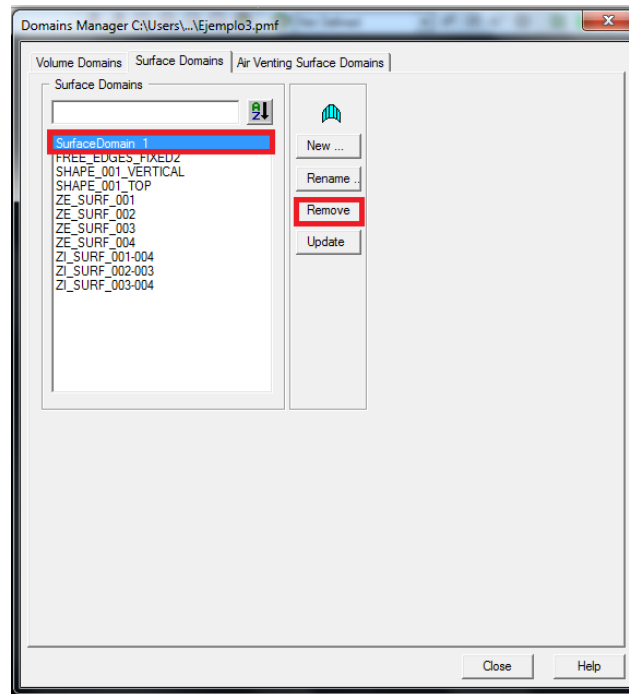 Domains Manager C:\Users\...\Ejemplo3.pmf
Volume Domains Surface Domains Air Venting Surface Domains
Surface Domains
SurfaceDomain_1
FREE_EDGES_FIXED2
SHAPE_001_VERTICAL
SHAPE_001_TOP
ZE_SURF_001
ZE_SURF_002
ZE_SURF_003
ZE_SURF_004
ZI_SURF_001-004
ZI_SURF_002-003
ZI_SURF_003-004
A
Z
New ...
Rename ..
Remove
Update
Close Help